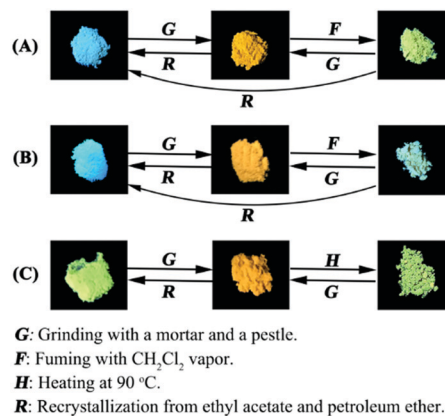 (A) G R F G
R
(B) G R F G
R
(C) G R H G
G: Grinding with a mortar and a pestle.
F: Fuming with CH₂Cl₂ vapor.
H: Heating at 90 °C.
R: Recrystallization from ethyl acetate and petroleum ether.